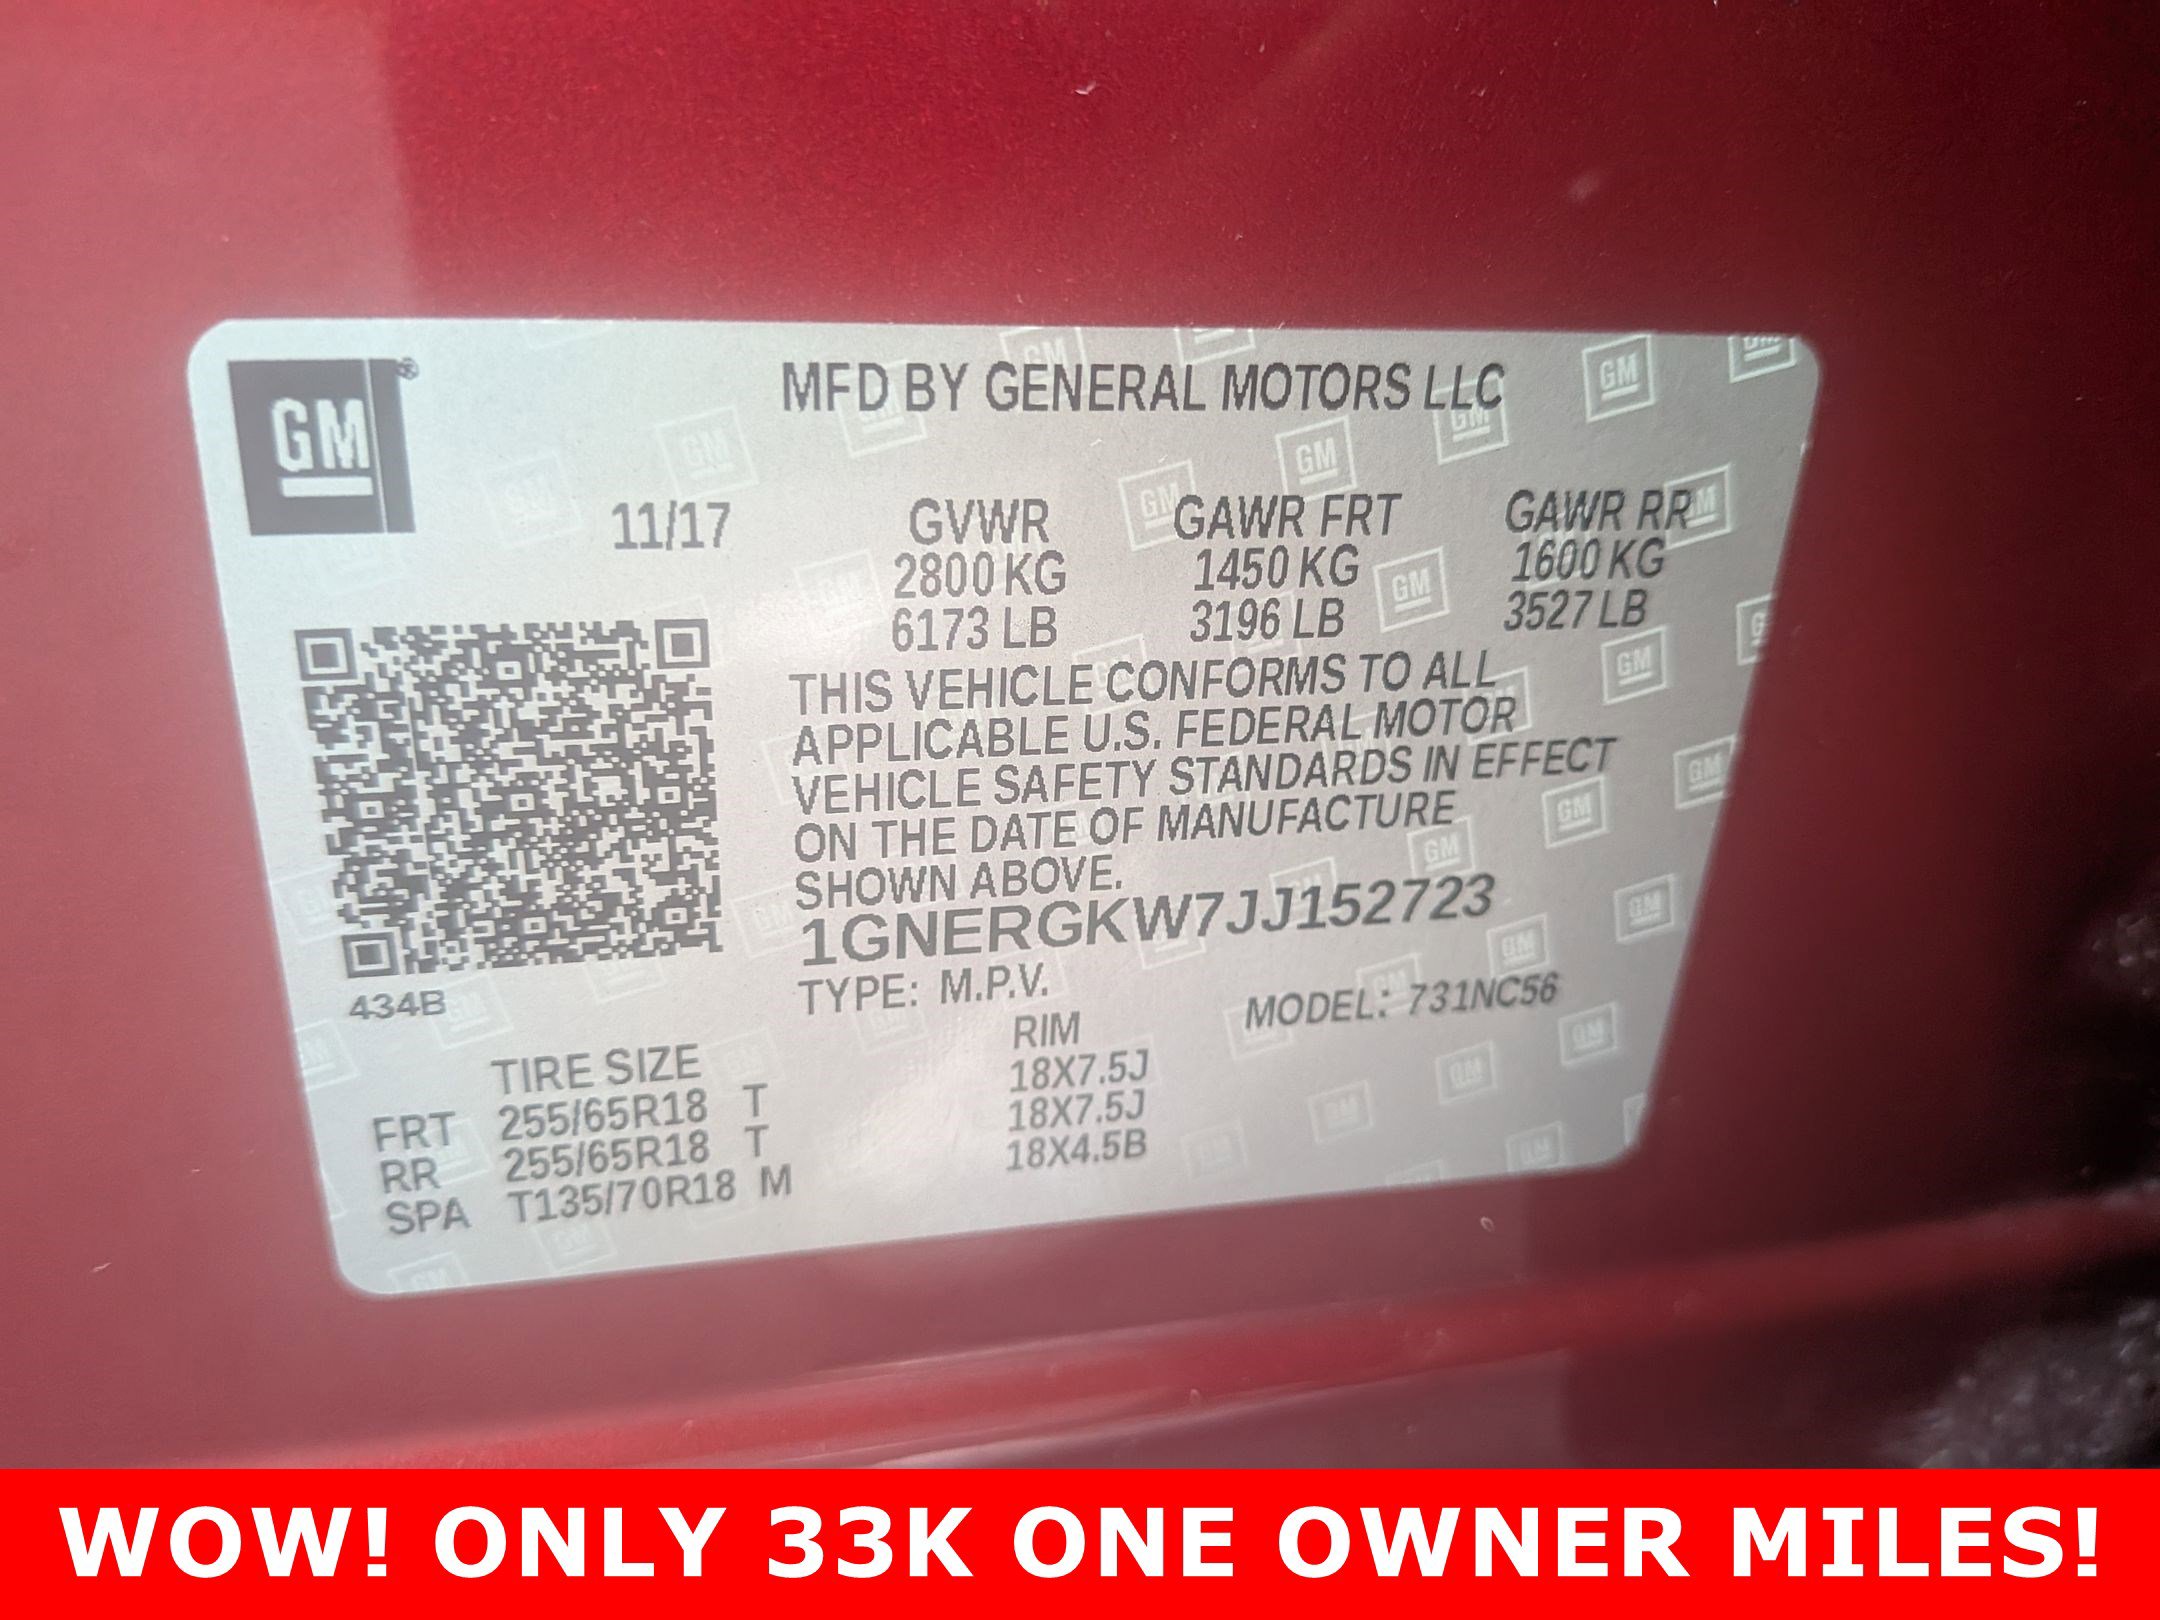 GM®
MFD BY GENERAL MOTORS LLC
11/17 GVWR GAWR FRT GAWR RR
2800 KG 1450 KG 1600 KG
6173 LB 3196 LB 3527 LB
THIS VEHICLE CONFORMS TO ALL
APPLICABLE U.S. FEDERAL MOTOR
VEHICLE SAFETY STANDARDS IN EFFECT
ON THE DATE OF MANUFACTURE
SHOWN ABOVE.
1GNERGKW7JJ152723
434B
TYPE: M.P.V. MODEL: 731NC56
TIRE SIZE RIM
FRT 255/65R18 T 18X7.5J
RR 255/65R18 T 18X7.5J
SPA T135/70R18 M 18X4.5B
WOW! ONLY 33K ONE OWNER MILES!